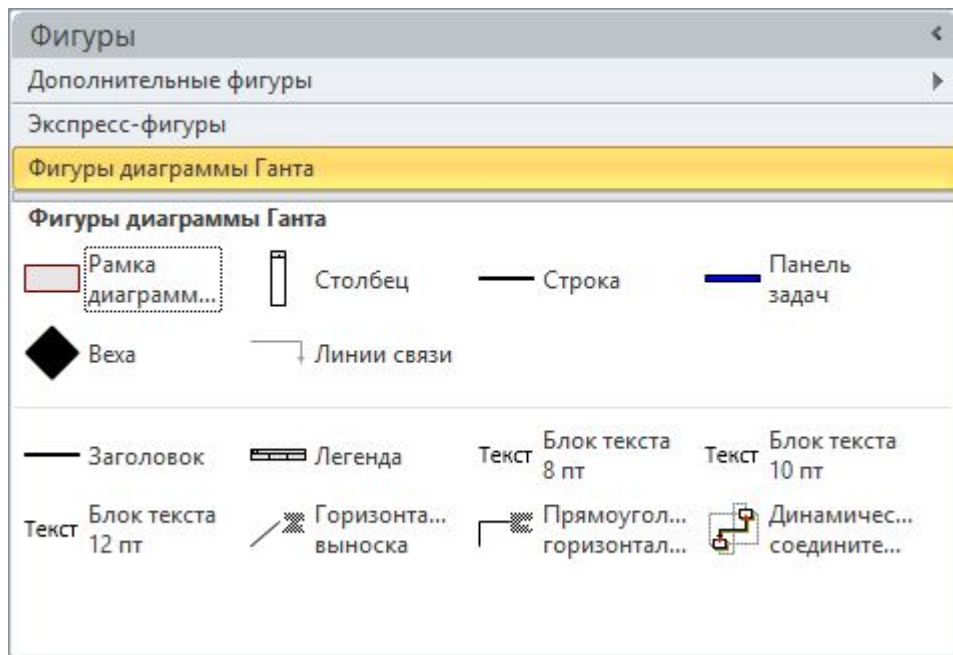 Фигуры
Дополнительные фигуры
Экспресс-фигуры
Фигуры диаграммы Ганта
Фигуры диаграммы Ганта
Рамка
диаграмм...
Столбец
Строка
Панель
задач
Веха
Линии связи
Заголовок
Легенда
Текст
Блок текста
8 пт
Текст
Блок текста
10 пт
Текст
Блок текста
12 пт
Горизонта...
выноска
Прямоугол...
горизонтал...
Динамичес...
соедините...